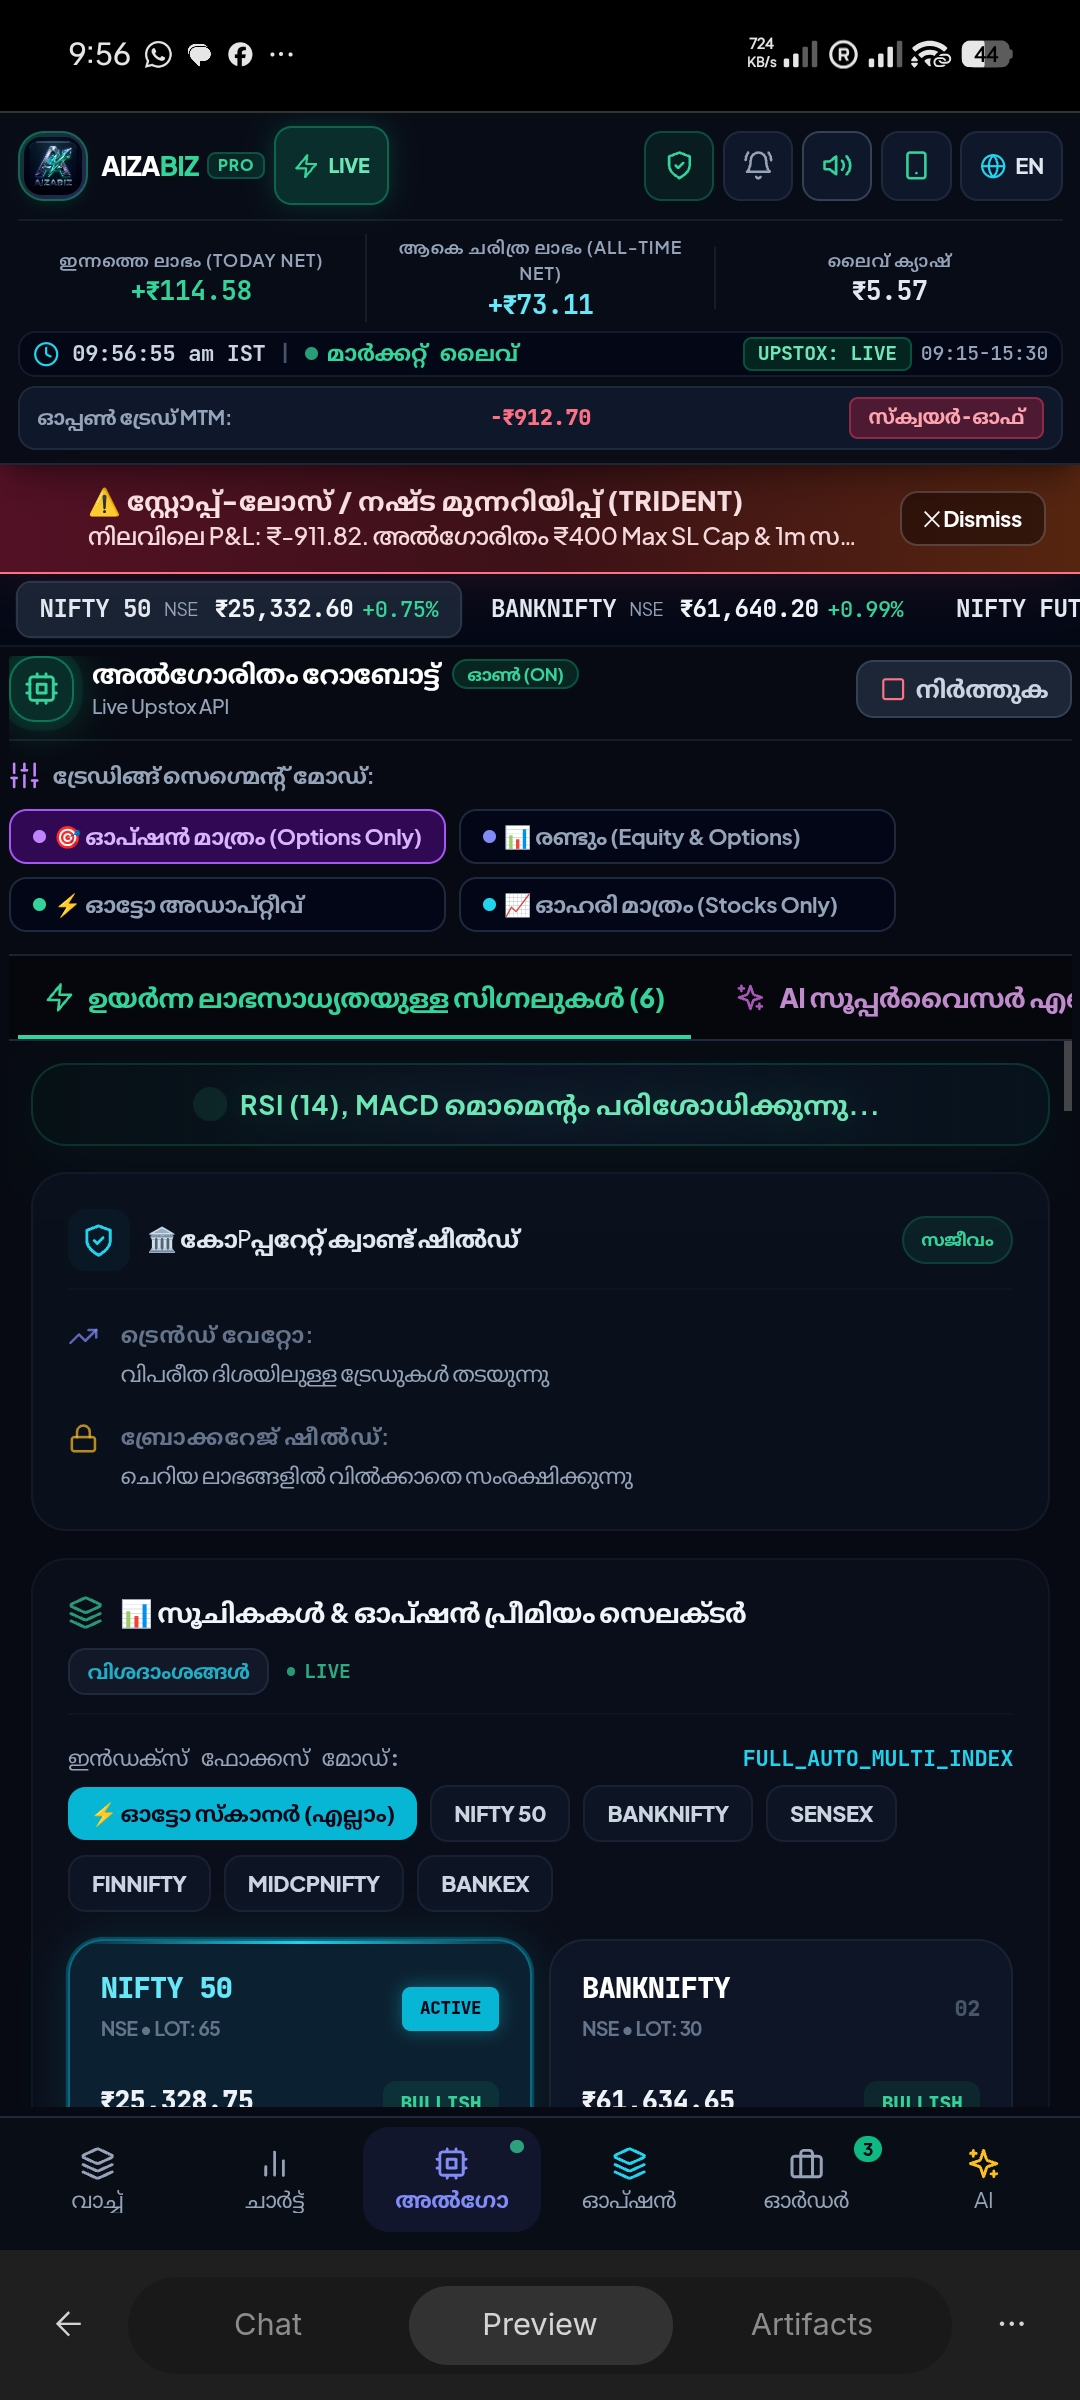 9:56 ... 724 KB/s R 44
AIZABIZ PRO LIVE EN
ഇന്നത്തെ ലാഭം (TODAY NET)
+₹114.58
ആകെ ചരിത്ര ലാഭം (ALL-TIME NET)
+₹73.11
ലൈവ് ക്യാഷ്
₹5.57
09:56:55 am IST | മാർക്കറ്റ് ലൈവ് UPSTOX: LIVE 09:15-15:30
ഓപ്പൺ ട്രേഡ് MTM: -₹912.70 സ്ക്വയർ-ഓഫ്
⚠️ സ്റ്റോപ്പ്-ലോസ് / നഷ്ട മുന്നറിയിപ്പ് (TRIDENT)
നിലവിലെ P&L: ₹-911.82. അൽഗോരിതം ₹400 Max SL Cap & 1m സ...
Dismiss
NIFTY 50 NSE ₹25,332.60 +0.75% BANKNIFTY NSE ₹61,640.20 +0.99% NIFTY FUT
അൽഗോരിതം റോബോട്ട് ഓൺ (ON)
Live Upstox API
നിർത്തുക
ട്രേഡിങ്ങ് സെഗ്മെന്റ് മോഡ്:
🎯 ഓപ്ഷൻ മാത്രം (Options Only) 📊 രണ്ടും (Equity & Options)
⚡ ഓട്ടോ അഡാപ്റ്റീവ് 📈 ഓഹരി മാത്രം (Stocks Only)
ഉയർന്ന ലാഭസാധ്യതയുള്ള സിഗ്നലുകൾ (6) AI സൂപ്പർവൈസർ
RSI (14), MACD മൊമെന്റം പരിശോധിക്കുന്നു...
🏛️ കോPപ്പറേറ്റ് ക്വാണ്ട് ഷീൽഡ് സജീവം
ട്രെൻഡ് വേറ്റോ:
വിപരീത ദിശയിലുള്ള ട്രേഡുകൾ തടയുന്നു
ബ്രോക്കറേജ് ഷീൽഡ്:
ചെറിയ ലാഭങ്ങളിൽ വിൽക്കാതെ സംരക്ഷിക്കുന്നു
📊 സൂചികകൾ & ഓപ്ഷൻ പ്രീമിയം സെലക്ടർ
വിശദാംശങ്ങൾ • LIVE
ഇൻഡക്സ് ഫോക്കസ് മോഡ്: FULL_AUTO_MULTI_INDEX
⚡ ഓട്ടോ സ്കാനർ (എല്ലാം) NIFTY 50 BANKNIFTY SENSEX
FINNIFTY MIDCPNIFTY BANKEX
NIFTY 50 ACTIVE BANKNIFTY 02
NSE • LOT: 65 NSE • LOT: 30
₹25,328.75 BULLISH ₹61,634.65 BULLISH
വാച്ച് ചാർട്ട് അൽഗോ ഓപ്ഷൻ ഓർഡർ 3 AI
Chat Preview Artifacts ...